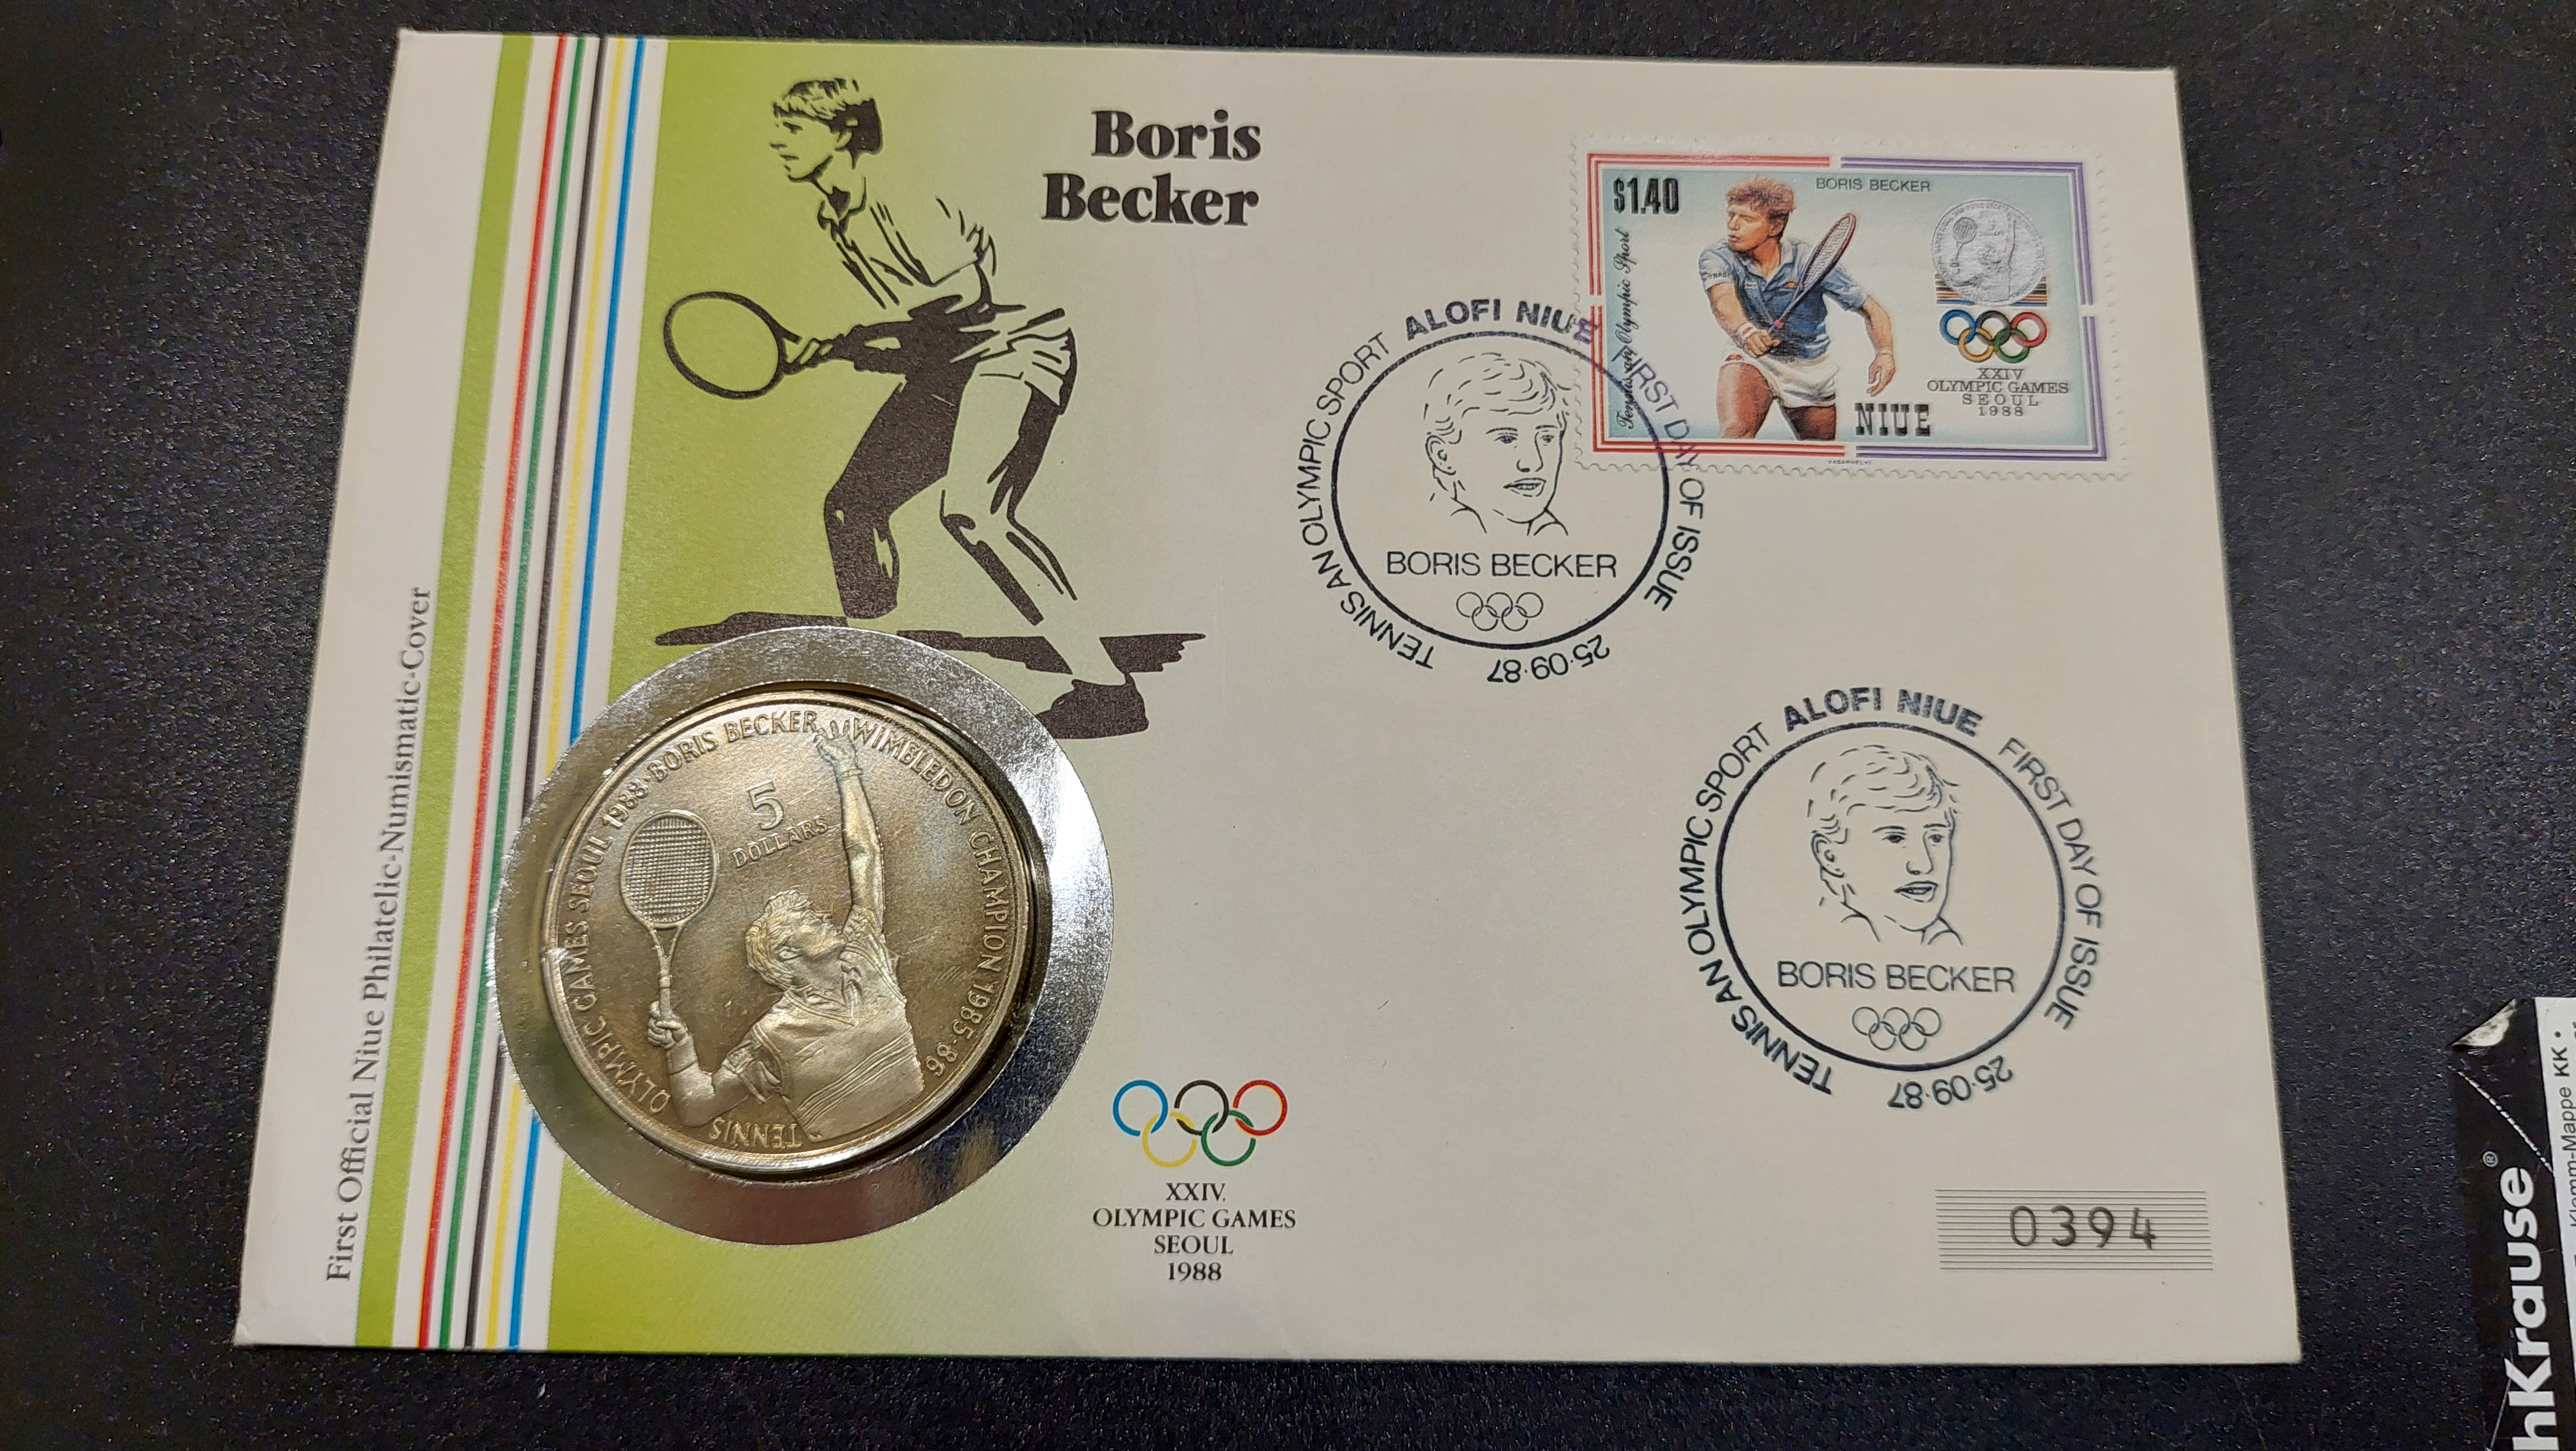 First Official Niue Philatelic-Numismatic-Cover
Boris
Becker
$1.40
BORIS BECKER
Tennis an Olympic Sport
XXIV
OLYMPIC GAMES
SEOUL
1988
NIUE
TENNIS AN OLYMPIC SPORT ALOFI NIUE FIRST DAY OF ISSUE
BORIS BECKER
25·09·87
TENNIS AN OLYMPIC SPORT ALOFI NIUE FIRST DAY OF ISSUE
BORIS BECKER
25·09·87
OLYMPIC GAMES SEOUL 1988·BORIS BECKER WIMBLEDON CHAMPION 1985-86
5
DOLLARS
TENNIS
XXIV.
OLYMPIC GAMES
SEOUL
1988
0394
hKrause®
Klemm-Mappe KK •